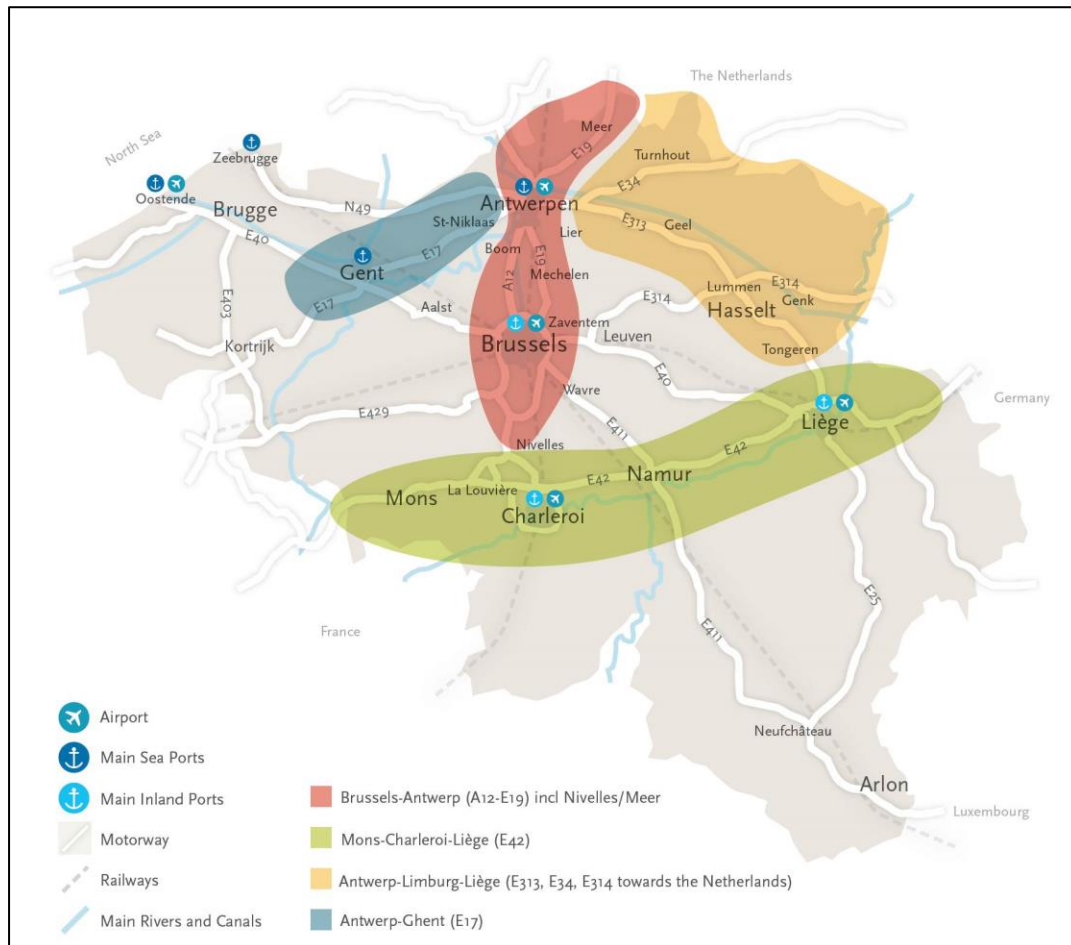 The Netherlands
North Sea
Meer
E19
Zeebrugge
Turnhout
E34
Oostende
Brugge
N49
Antwerpen
St-Niklaas
E313
Geel
Lier
E40
E17
Boom
E19
Gent
A12
Mechelen
Lummen
E314
Genk
E403
E17
Aalst
E314
Hasselt
Zaventem
Brussels
Leuven
Kortrijk
Tongeren
E40
Wavre
Germany
E429
Liège
E411
Nivelles
E42
Namur
E42
La Louvière
Mons
Charleroi
E25
France
E411
Neufchâteau
Arlon
Luxembourg
Airport
Main Sea Ports
Main Inland Ports
Motorway
Railways
Main Rivers and Canals
Brussels-Antwerp (A12-E19) incl Nivelles/Meer
Mons-Charleroi-Liège (E42)
Antwerp-Limburg-Liège (E313, E34, E314 towards the Netherlands)
Antwerp-Ghent (E17)